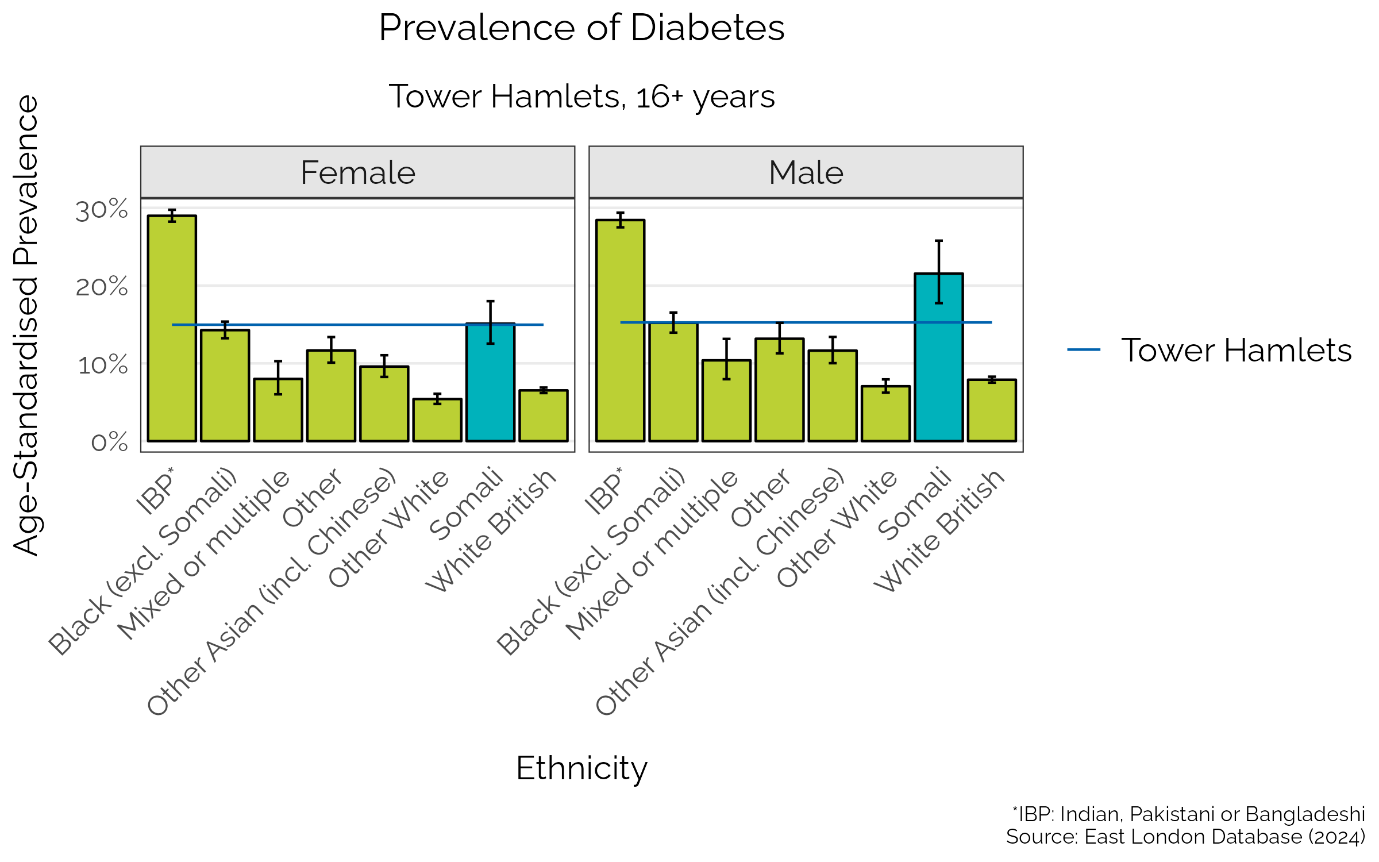 Prevalence of Diabetes
Tower Hamlets, 16+ years
Age-Standardised Prevalence
Female
Male
30%
20%
10%
0%
IBP*
Black (excl. Somali)
Mixed or multiple
Other
Other Asian (incl. Chinese)
Other White
Somali
White British
IBP*
Black (excl. Somali)
Mixed or multiple
Other
Other Asian (incl. Chinese)
Other White
Somali
White British
Tower Hamlets
Ethnicity
*IBP: Indian, Pakistani or Bangladeshi
Source: East London Database (2024)